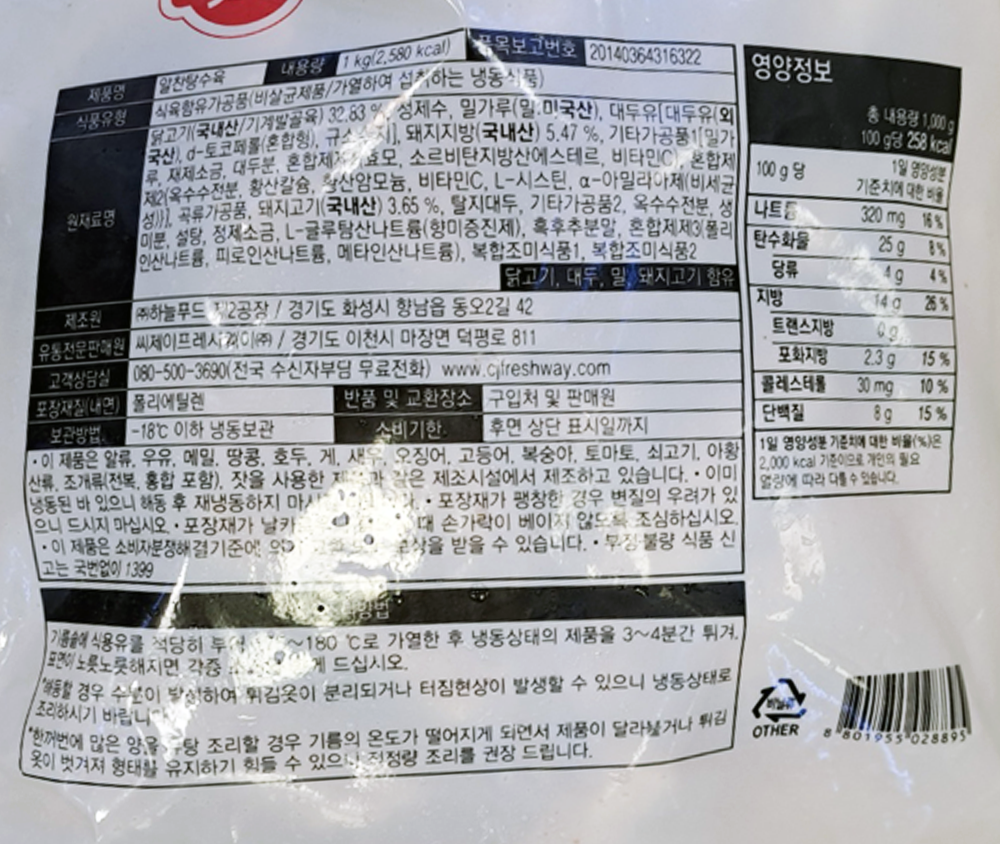 제품명 알찬탕수육 내용량 1 kg(2,580 kcal) 품목보고번호 20140364316322
식품유형 식육함유가공품(비살균제품/가열하여 섭취하는 냉동식품)
원재료명
닭고기(국내산/기계발골육) 32.83 %, 정제수, 밀가루(밀:미국산), 대두유[대두유(외
국산), d-토코페롤(혼합형), 규소수지], 돼지지방(국내산) 5.47 %, 기타가공품1[밀가
루, 정제소금, 대두분, 혼합제제 효모, 소르비탄지방산에스테르, 비타민C), 혼합제
제2(옥수수전분, 황산칼슘, 황산암모늄, 비타민C, L-시스틴, α-아밀라아제(비세균
성))], 곡류가공품, 돼지고기(국내산) 3.65 %, 탈지대두, 기타가공품2, 옥수수전분, 생
미분, 설탕, 정제소금, L-글루탐산나트륨(향미증진제), 흑후추분말, 혼합제제3(폴리
인산나트륨, 피로인산나트륨, 메타인산나트륨), 복합조미식품1, 복합조미식품2
닭고기, 대두, 밀, 돼지고기 함유
제조원 ㈜하늘푸드 제2공장 / 경기도 화성시 향남읍 동오2길 42
유통전문판매원 씨제이프레시웨이㈜ / 경기도 이천시 마장면 덕평로 811
고객상담실 080-500-3690(전국 수신자부담 무료전화) www.cjfreshway.com
포장재질(내면) 폴리에틸렌 반품 및 교환장소 구입처 및 판매원
보관방법 -18℃ 이하 냉동보관 소비기한 후면 상단 표시일까지
• 이 제품은 알류, 우유, 메밀, 땅콩, 호두, 게, 새우, 오징어, 고등어, 복숭아, 토마토, 쇠고기, 아황
산류, 조개류(전복, 홍합 포함), 잣을 사용한 제품과 같은 제조시설에서 제조하고 있습니다. • 이미
냉동된 바 있으니 해동 후 재냉동하지 • 포장재가 팽창한 경우 변질의 우려가 있
으니 드시지 마십시오. • 포장재가 때 손가락이 베이지 않도록 조심하십시오.
• 이 제품은 소비자분쟁해결기준에 보상을 받을 수 있습니다. • 부정·불량 식품 신
고는 국번없이 1399
기름솥에 식용유를 적당히 ~180 ℃로 가열한 후 냉동상태의 제품을 3~4분간 튀겨,
표면이 노릇노릇해지면 각종 드십시오.
*해동할 경우 수분이 발생하여 튀김옷이 분리되거나 터짐현상이 발생할 수 있으니 냉동상태로
조리하시기 바랍니다.
*한꺼번에 많은 양을 조리할 경우 기름의 온도가 떨어지게 되면서 제품이 달라붙거나 튀김
옷이 벗겨져 형태를 유지하기 힘들 수 있으니 적정량 조리를 권장 드립니다.
영양정보
총 내용량 1,000 g
100 g당 258 kcal
100 g 당 1일 영양성분
기준치에 대한 비율
나트륨 320 mg 16 %
탄수화물 25 g 8 %
당류 4 g 4 %
지방 14 g 26 %
트랜스지방 0 g
포화지방 2.3 g 15 %
콜레스테롤 30 mg 10 %
단백질 8 g 15 %
1일 영양성분 기준치에 대한 비율(%)은
2,000 kcal 기준이므로 개인의 필요
열량에 따라 다를 수 있습니다.
비닐류
OTHER
8 801955 028895